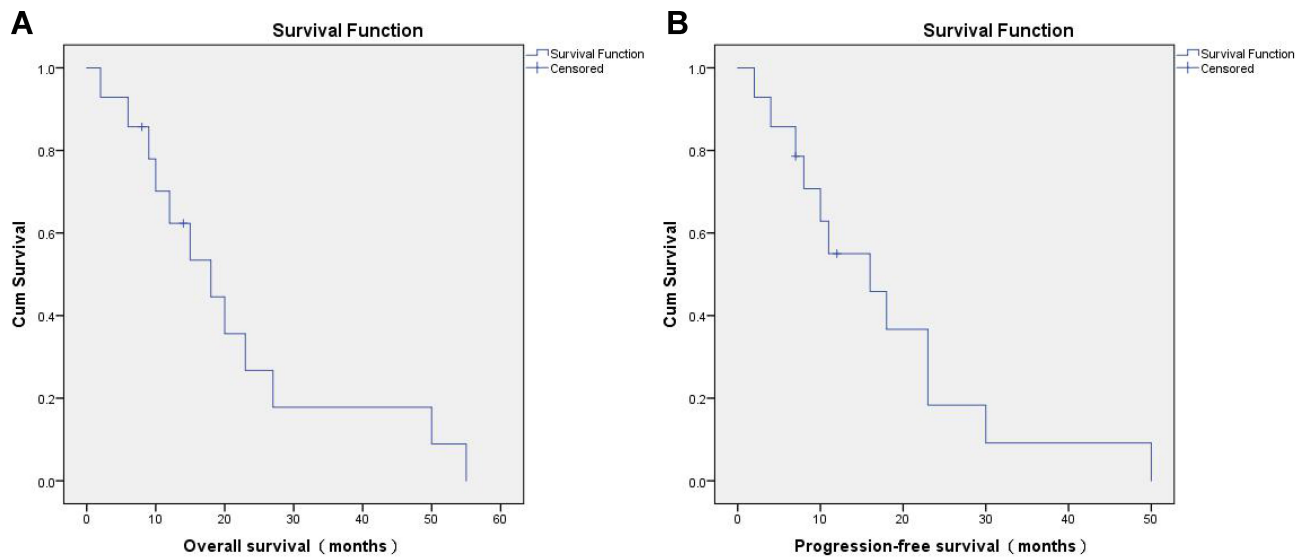 A
Survival Function
Survival Function
Censored
1.0
0.8
0.6
0.4
0.2
0.0
Cum Survival
0 10 20 30 40 50 60
Overall survival（months）
B
Survival Function
Survival Function
Censored
1.0
0.8
0.6
0.4
0.2
0.0
Cum Survival
0 10 20 30 40 50
Progression-free survival（months）